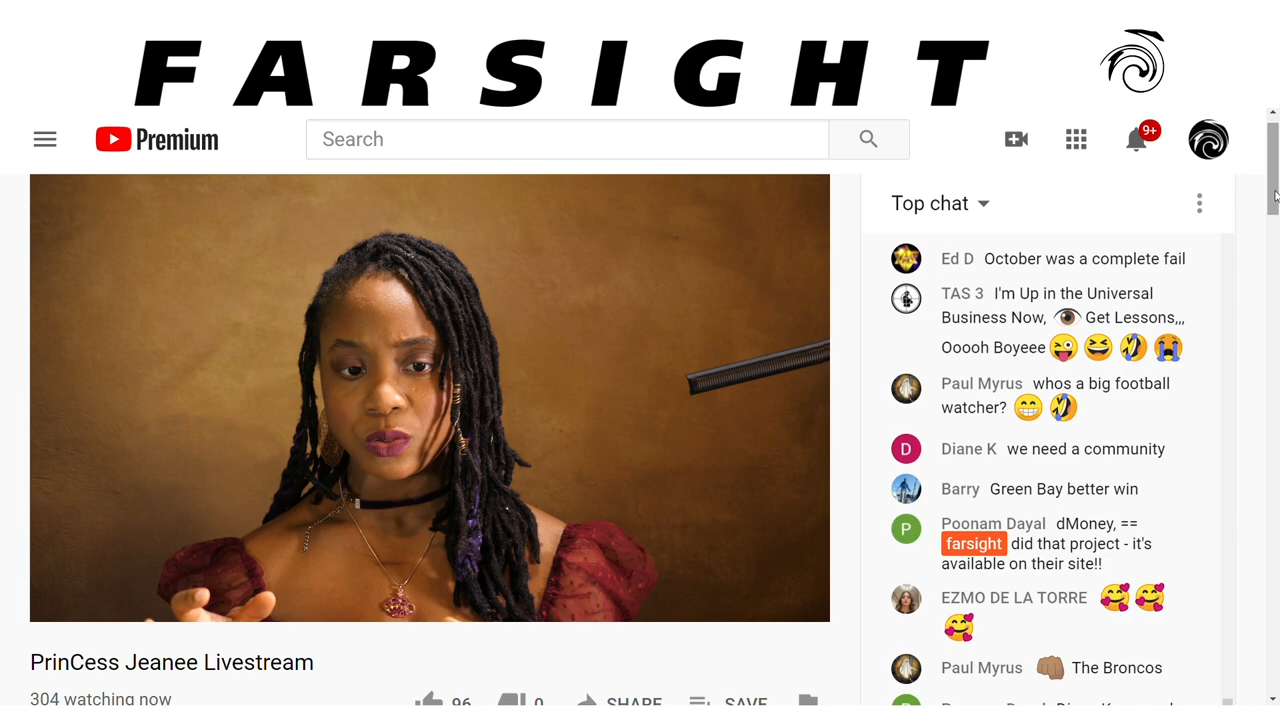 FARSIGHT
Premium
Search
9+
Top chat
Ed D October was a complete fail
TAS 3 I'm Up in the Universal
Business Now, 👁 Get Lessons,,,
Ooooh Boyeee 😜 😆 🤣 😭
Paul Myrus whos a big football
watcher? 😁 🤣
D
Diane K we need a community
Barry Green Bay better win
P
Poonam Dayal dMoney, ==
farsight did that project - it's
available on their site!!
EZMO DE LA TORRE 🥰 🥰
🥰
Paul Myrus 👊🏽 The Broncos
PrinCess Jeanee Livestream
304 watching now
96
0
SHARE
SAVE